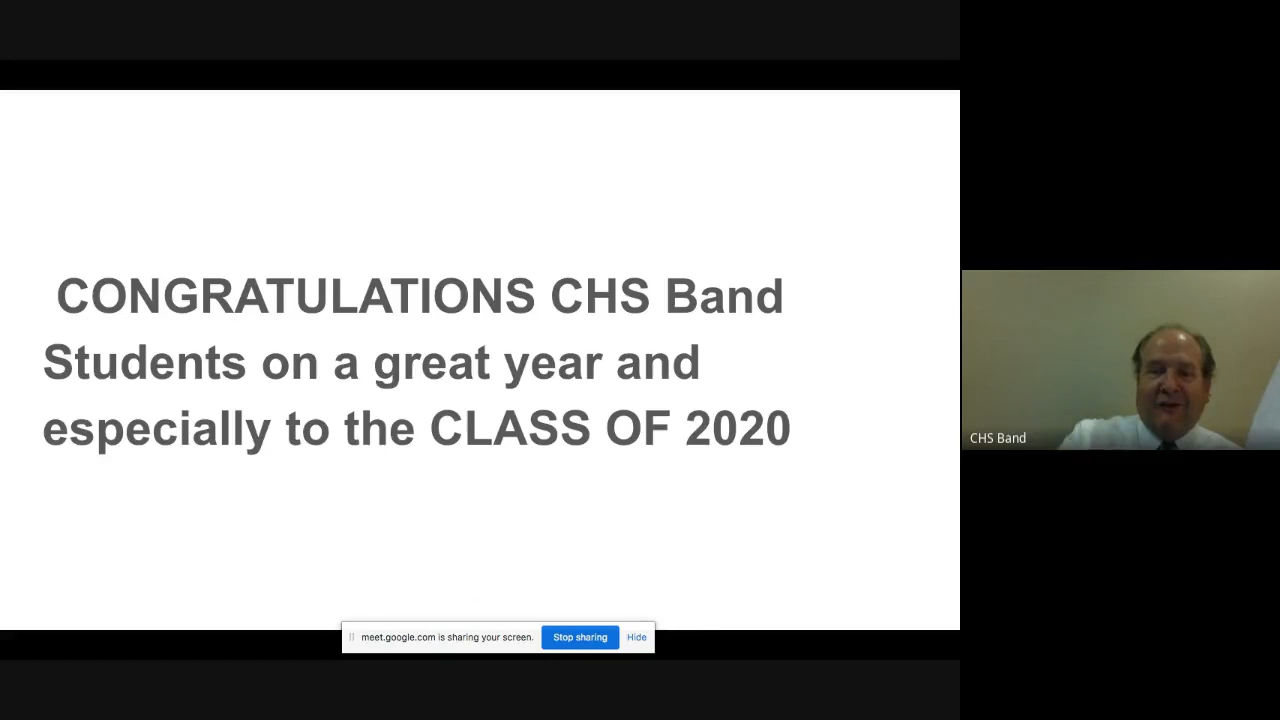 CONGRATULATIONS CHS Band
Students on a great year and
especially to the CLASS OF 2020
CHS Band
meet.google.com is sharing your screen. Stop sharing Hide